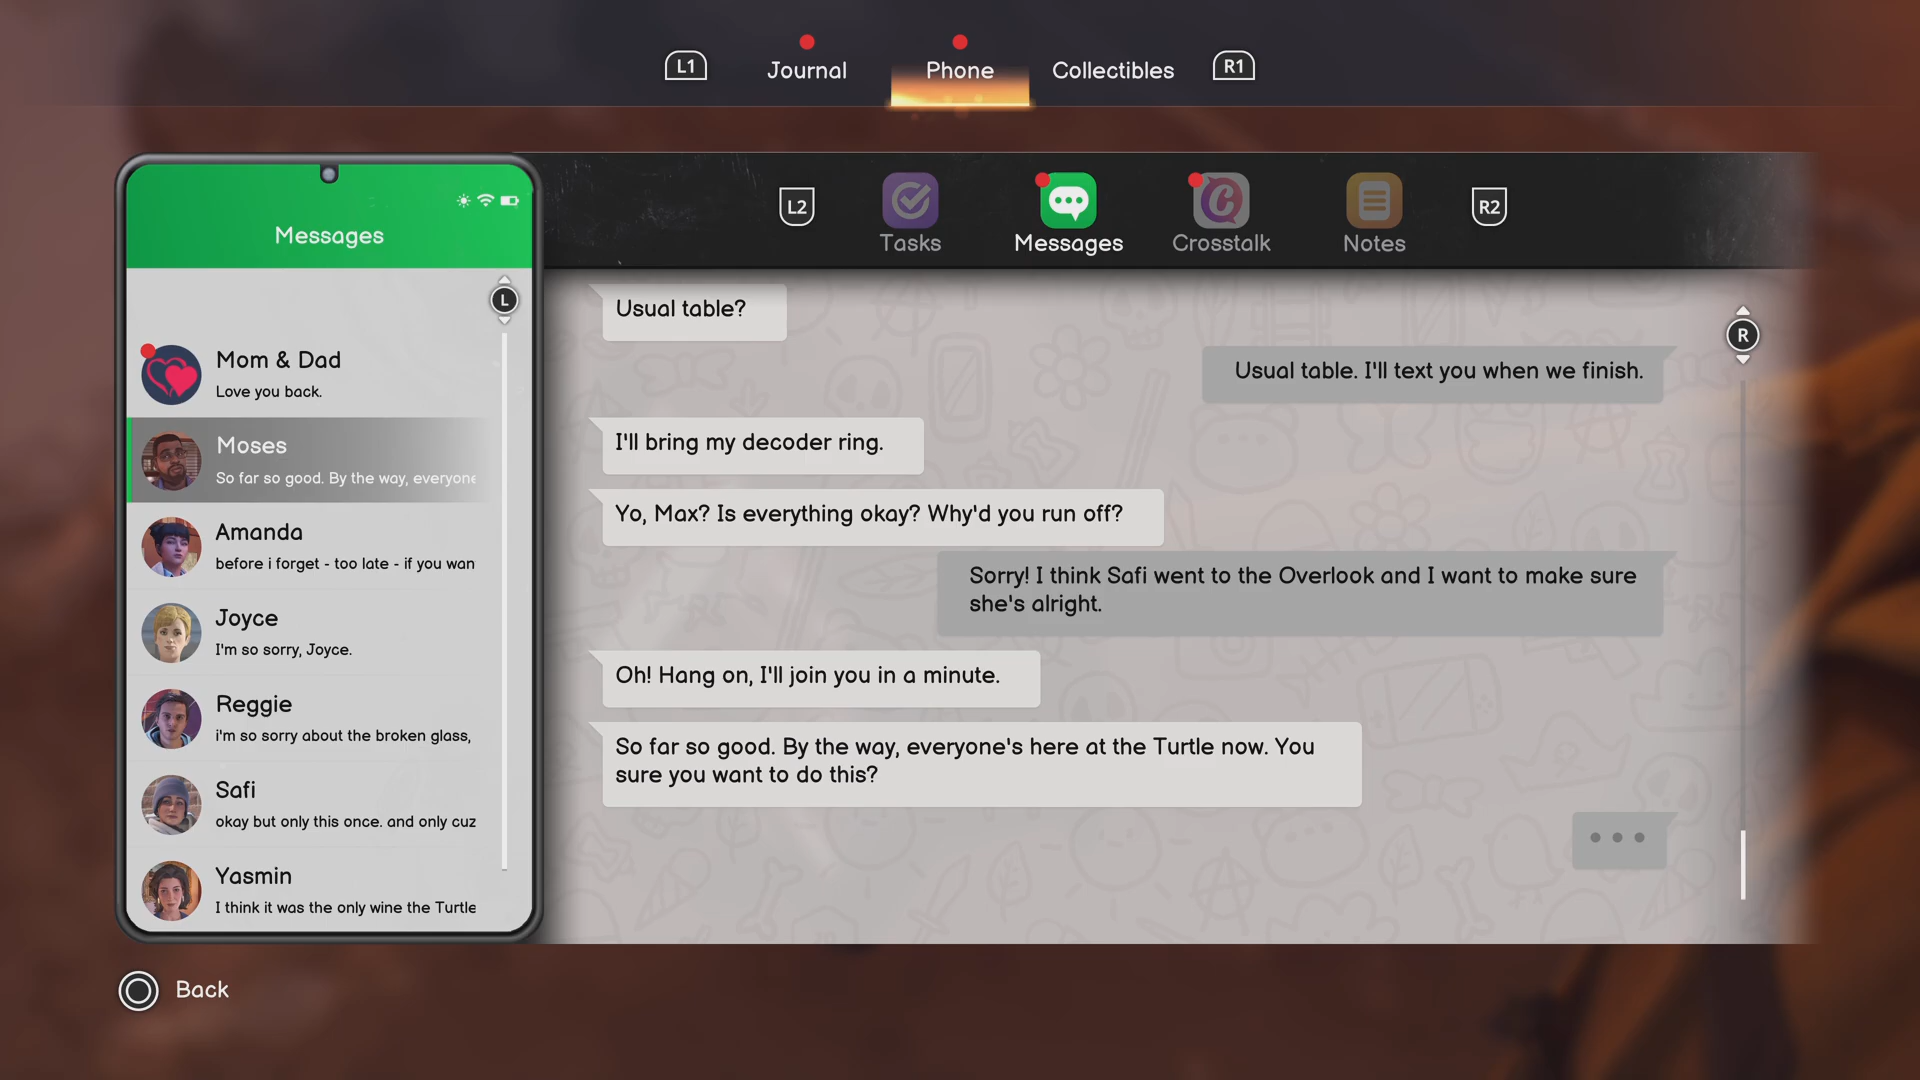 L1
Journal
Phone
Collectibles
R1
Messages
L2
Tasks
Messages
Crosstalk
Notes
R2
L
Mom & Dad
Love you back.
Moses
So far so good. By the way, everyone
Amanda
before i forget - too late - if you wan
Joyce
I'm so sorry, Joyce.
Reggie
i'm so sorry about the broken glass,
Safi
okay but only this once. and only cuz
Yasmin
I think it was the only wine the Turtle
Usual table?
R
Usual table. I'll text you when we finish.
I'll bring my decoder ring.
Yo, Max? Is everything okay? Why'd you run off?
Sorry! I think Safi went to the Overlook and I want to make sure
she's alright.
Oh! Hang on, I'll join you in a minute.
So far so good. By the way, everyone's here at the Turtle now. You
sure you want to do this?
Back